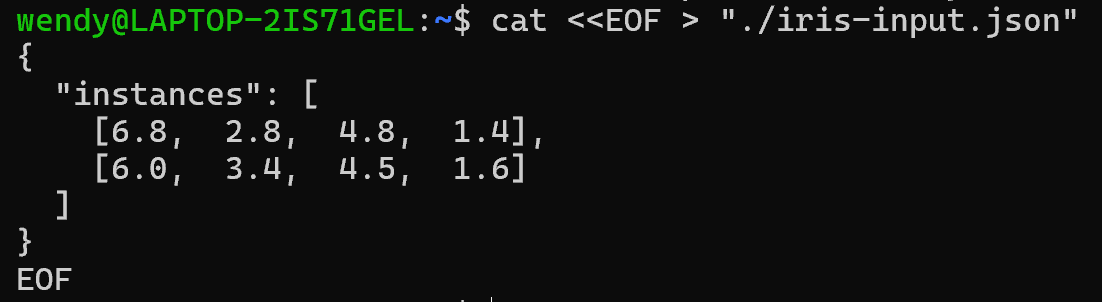 wendy@LAPTOP-2IS71GEL:~$ cat <<EOF > "./iris-input.json"
{
  "instances": [
    [6.8,  2.8,  4.8,  1.4],
    [6.0,  3.4,  4.5,  1.6]
  ]
}
EOF